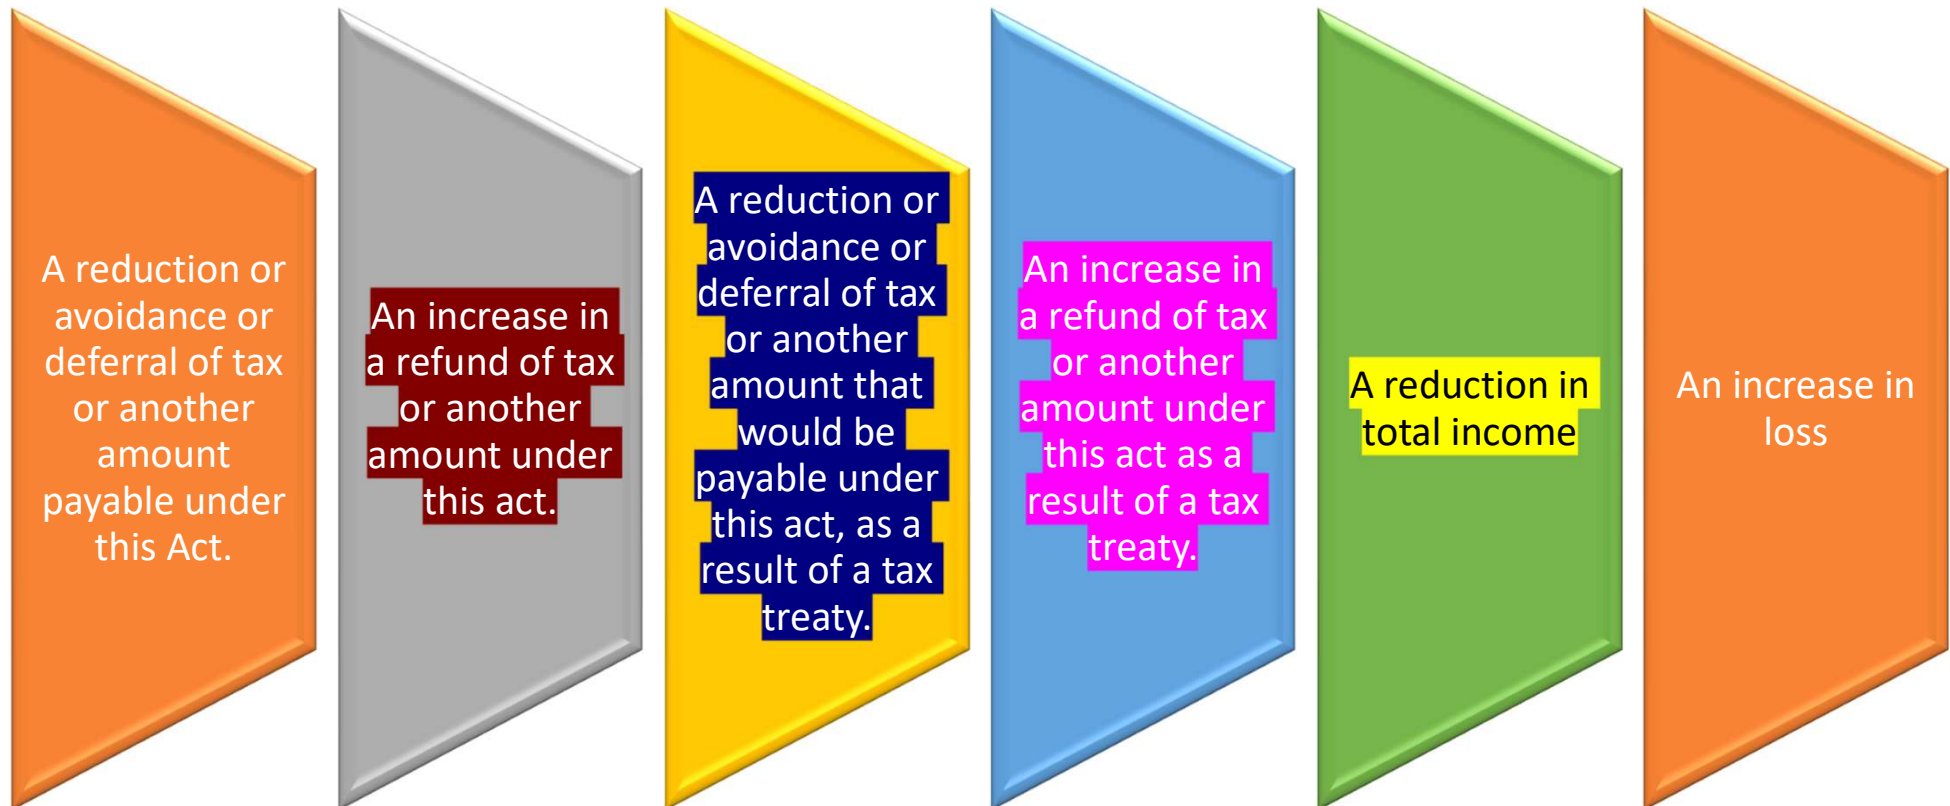 A reduction or
avoidance or
deferral of tax
or another
amount
payable under
this Act.
An increase in
a refund of tax
or another
amount under
this act.
A reduction or
avoidance or
deferral of tax
or another
amount that
would be
payable under
this act, as a
result of a tax
treaty.
An increase in
a refund of tax
or another
amount under
this act as a
result of a tax
treaty.
A reduction in
total income
An increase in
loss